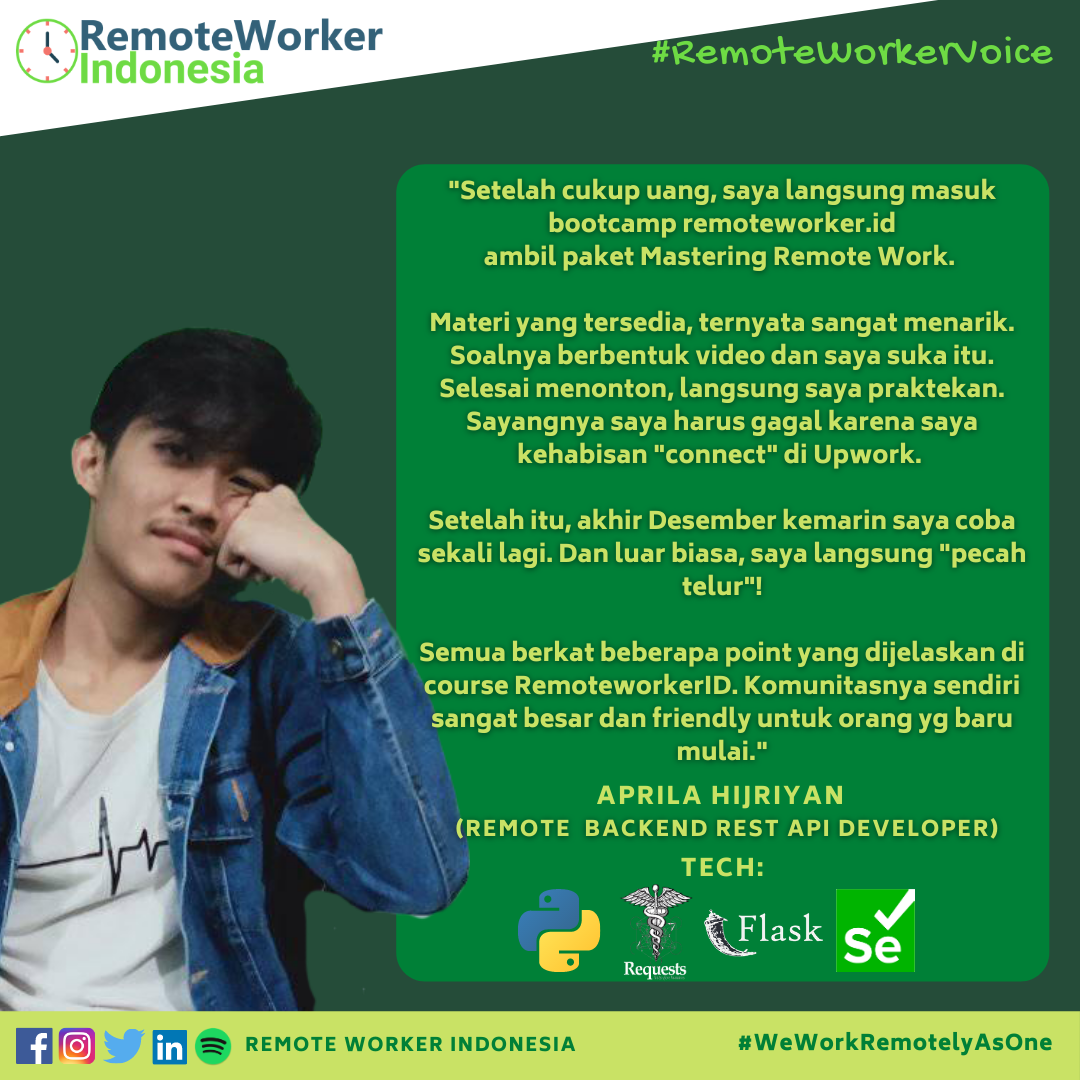 RemoteWorker
Indonesia
#RemoteWorkerVoice
"Setelah cukup uang, saya langsung masuk
bootcamp remoteworker.id
ambil paket Mastering Remote Work.
Materi yang tersedia, ternyata sangat menarik.
Soalnya berbentuk video dan saya suka itu.
Selesai menonton, langsung saya praktekan.
Sayangnya saya harus gagal karena saya
kehabisan "connect" di Upwork.
Setelah itu, akhir Desember kemarin saya coba
sekali lagi. Dan luar biasa, saya langsung "pecah
telur"!
Semua berkat beberapa point yang dijelaskan di
course RemoteworkerID. Komunitasnya sendiri
sangat besar dan friendly untuk orang yg baru
mulai."
APRILA HIJRIYAN
(REMOTE BACKEND REST API DEVELOPER)
TECH:
Requests
Flask
Se
REMOTE WORKER INDONESIA
#WeWorkRemotelyAsOne